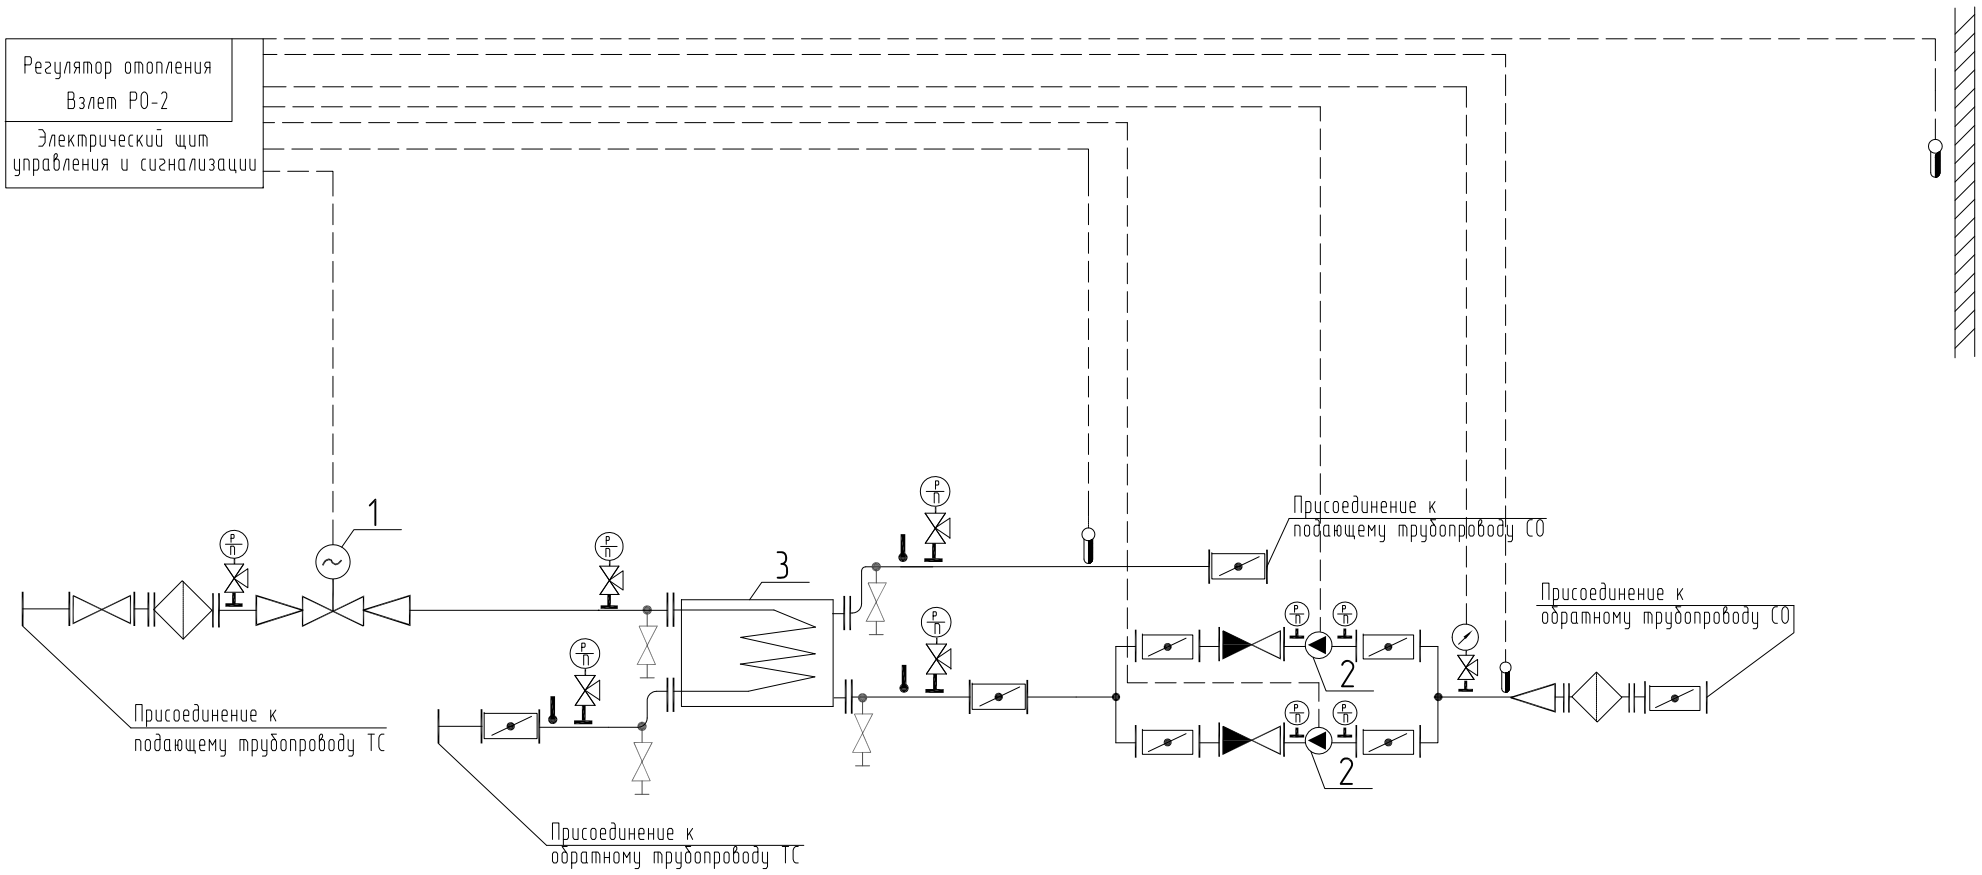 Регулятор отопления
Взлет РО-2
Электрический щит
управления и сигнализации
1
3
2
2
Р
П
Р
П
Р
П
Р
П
Р
П
Р
П
Р
П
Р
П
Р
П
Присоединение к
подающему трубопроводу СО
Присоединение к
обратному трубопроводу СО
Присоединение к
подающему трубопроводу ТС
Присоединение к
обратному трубопроводу ТС